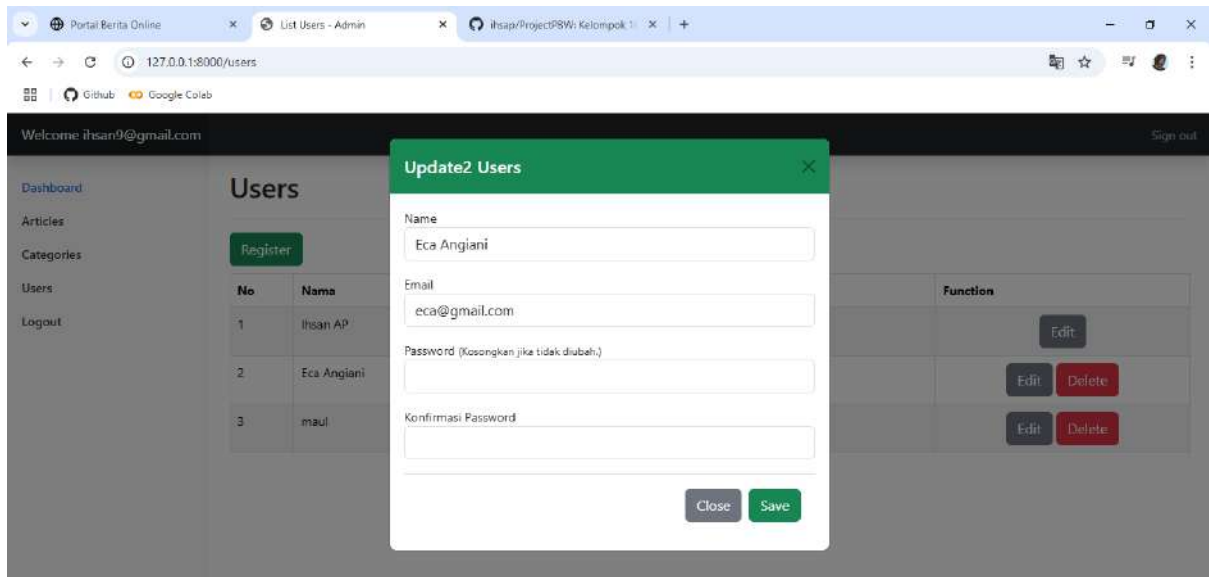 Portal Berita Online
List Users - Admin
ihsap/ProjectPBW: Kelompok 1
127.0.0.1:8000/users
Github
Google Colab
Welcome ihsan9@gmail.com
Sign out
Dashboard
Articles
Categories
Users
Logout
Users
Register
No Nama Function
1 Ihsan AP Edit
2 Eca Angiani Edit Delete
3 maul Edit Delete
Update2 Users
Name
Eca Angiani
Email
eca@gmail.com
Password (Kosongkan jika tidak diubah.)
Konfirmasi Password
Close Save